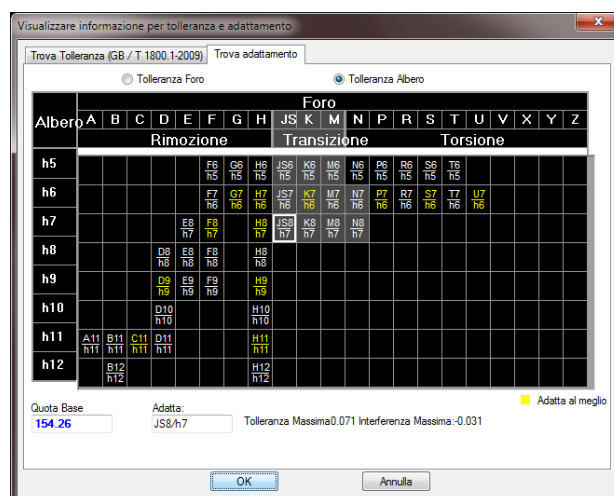 Visualizzare informazione per tolleranza e adattamento
Trova Tolleranza (GB / T 1800.1-2009) Trova adattamento
Tolleranza Foro Tolleranza Albero
Foro
Albero A B C D E F G H JS K M N P R S T U V X Y Z
Rimozione Transizione Torsione
h5 F6/h5 G6/h5 H6/h5 JS6/h5 K6/h5 M6/h5 N6/h5 P6/h5 R6/h5 S6/h5 T6/h5
h6 F7/h6 G7/h6 H7/h6 JS7/h6 K7/h6 M7/h6 N7/h6 P7/h6 R7/h6 S7/h6 T7/h6 U7/h6
h7 E8/h7 F8/h7 H8/h7 JS8/h7 K8/h7 M8/h7 N8/h7
h8 D8/h8 E8/h8 F8/h8 H8/h8
h9 D9/h9 E9/h9 F9/h9 H9/h9
h10 D10/h10 H10/h10
h11 A11/h11 B11/h11 C11/h11 D11/h11 H11/h11
h12 B12/h12 H12/h12
Adatta al meglio
Quota Base Adatta:
154.26 JS8/h7 Tolleranza Massima0.071 Interferenza Massima:-0.031
OK Annulla